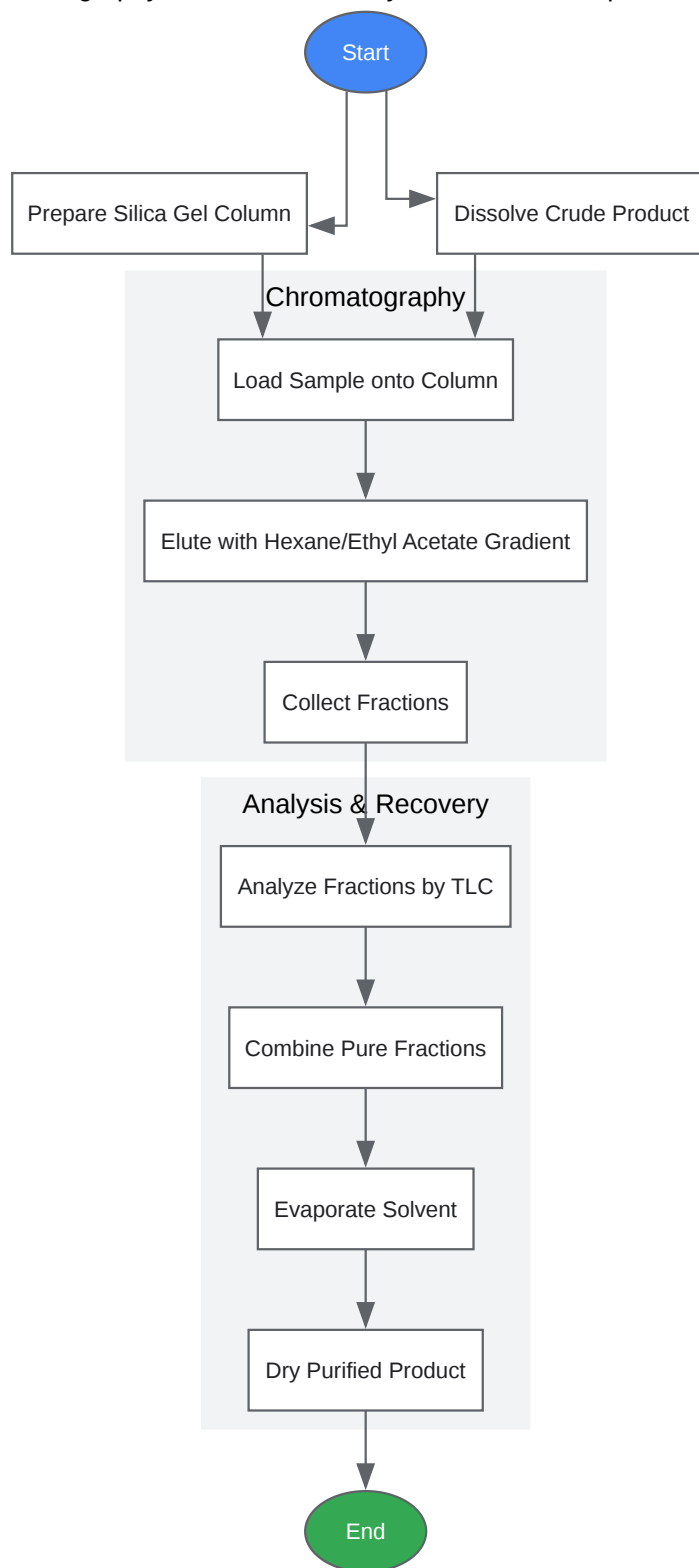 Start
Prepare Silica Gel Column
Dissolve Crude Product
Chromatography
Load Sample onto Column
Elute with Hexane/Ethyl Acetate Gradient
Collect Fractions
Analysis & Recovery
Analyze Fractions by TLC
Combine Pure Fractions
Evaporate Solvent
Dry Purified Product
End